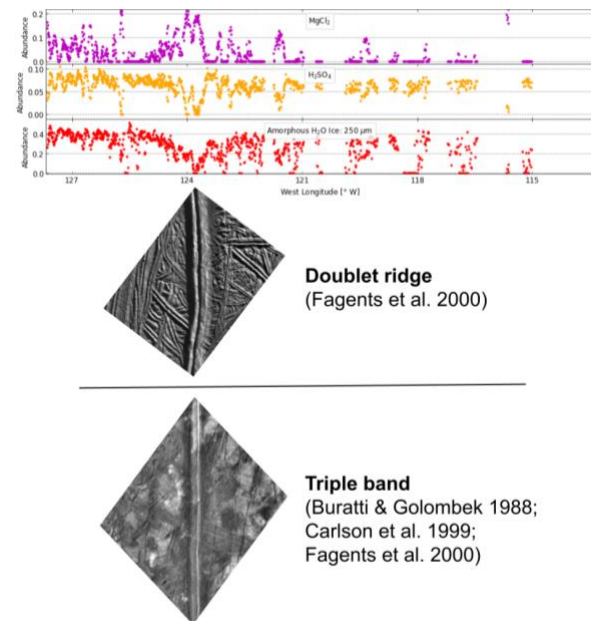 0.2
MgCl₂
0.1
0.0
Abundance
0.10
H₂SO₄
0.05
0.00
Abundance
Amorphous H₂O Ice: 250 μm
0.4
0.2
0.0
Abundance
127 124 121 118 115
West Longitude [° W]
Doublet ridge
(Fagents et al. 2000)
Triple band
(Buratti & Golombek 1988;
Carlson et al. 1999;
Fagents et al. 2000)